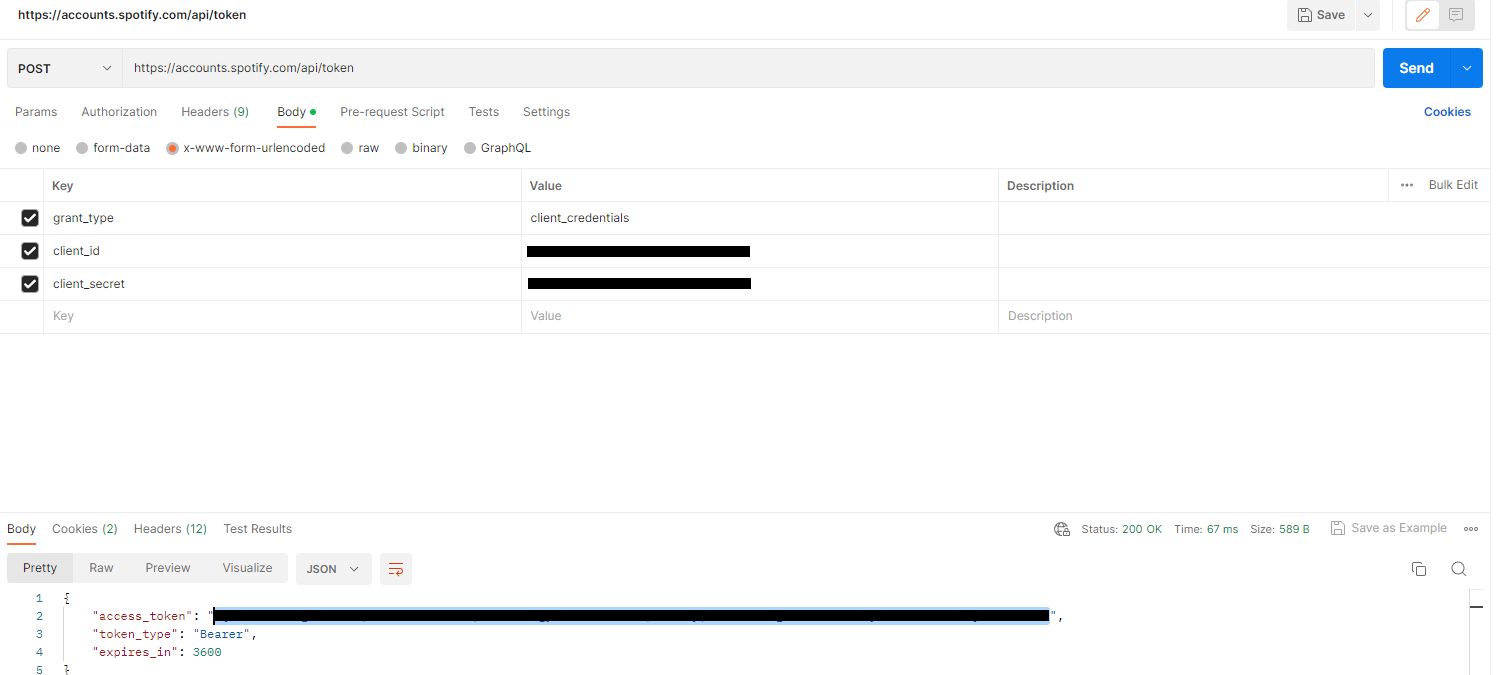 https://accounts.spotify.com/api/token Save
POST https://accounts.spotify.com/api/token Send
Params Authorization Headers (9) Body Pre-request Script Tests Settings Cookies
none form-data x-www-form-urlencoded raw binary GraphQL
Key Value Description ••• Bulk Edit
grant_type client_credentials
client_id
client_secret
Key Value Description
Body Cookies (2) Headers (12) Test Results Status: 200 OK Time: 67 ms Size: 589 B Save as Example
Pretty Raw Preview Visualize JSON
1 {
2 "access_token": "",
3 "token_type": "Bearer",
4 "expires_in": 3600
5 }